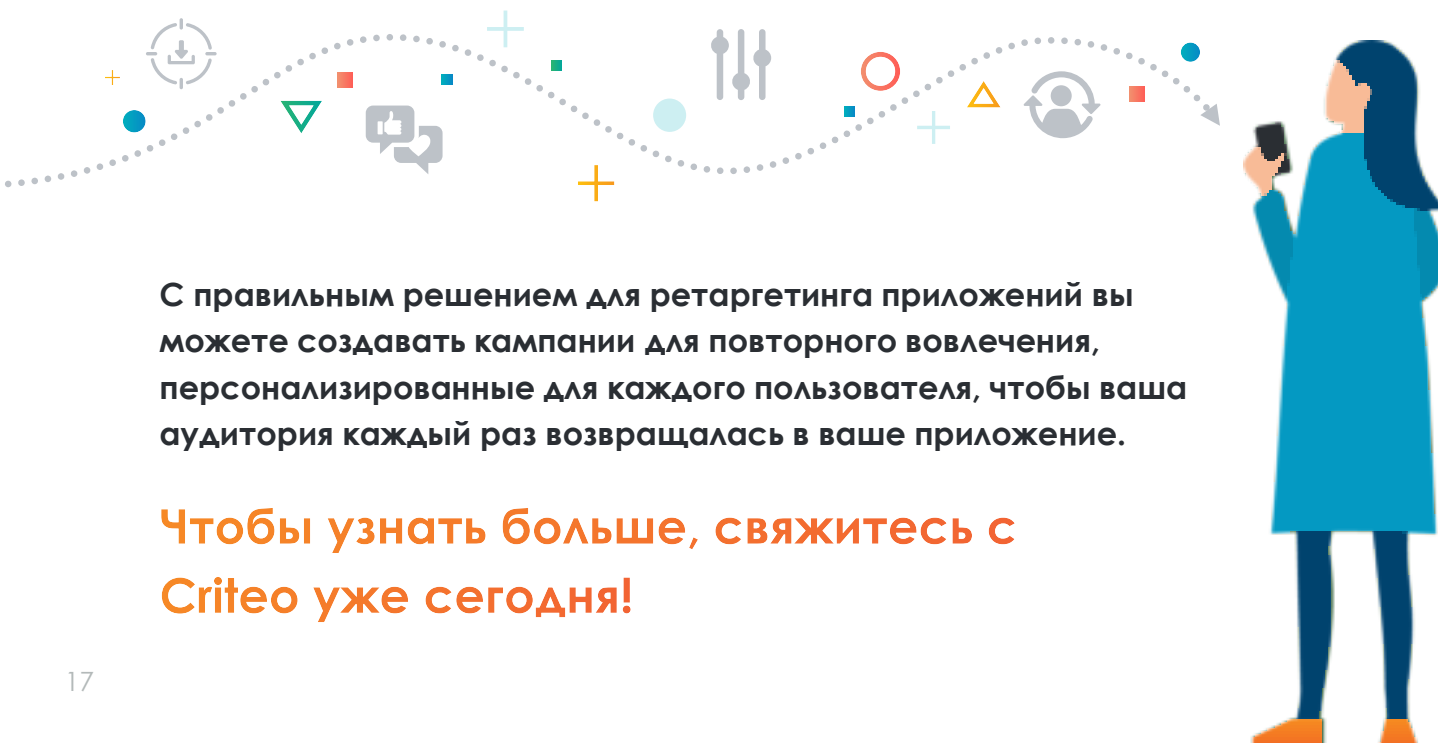 С правильным решением для ретаргетинга приложений вы
можете создавать кампании для повторного вовлечения,
персонализированные для каждого пользователя, чтобы ваша
аудитория каждый раз возвращалась в ваше приложение.
Чтобы узнать больше, свяжитесь с
Criteo уже сегодня!
17